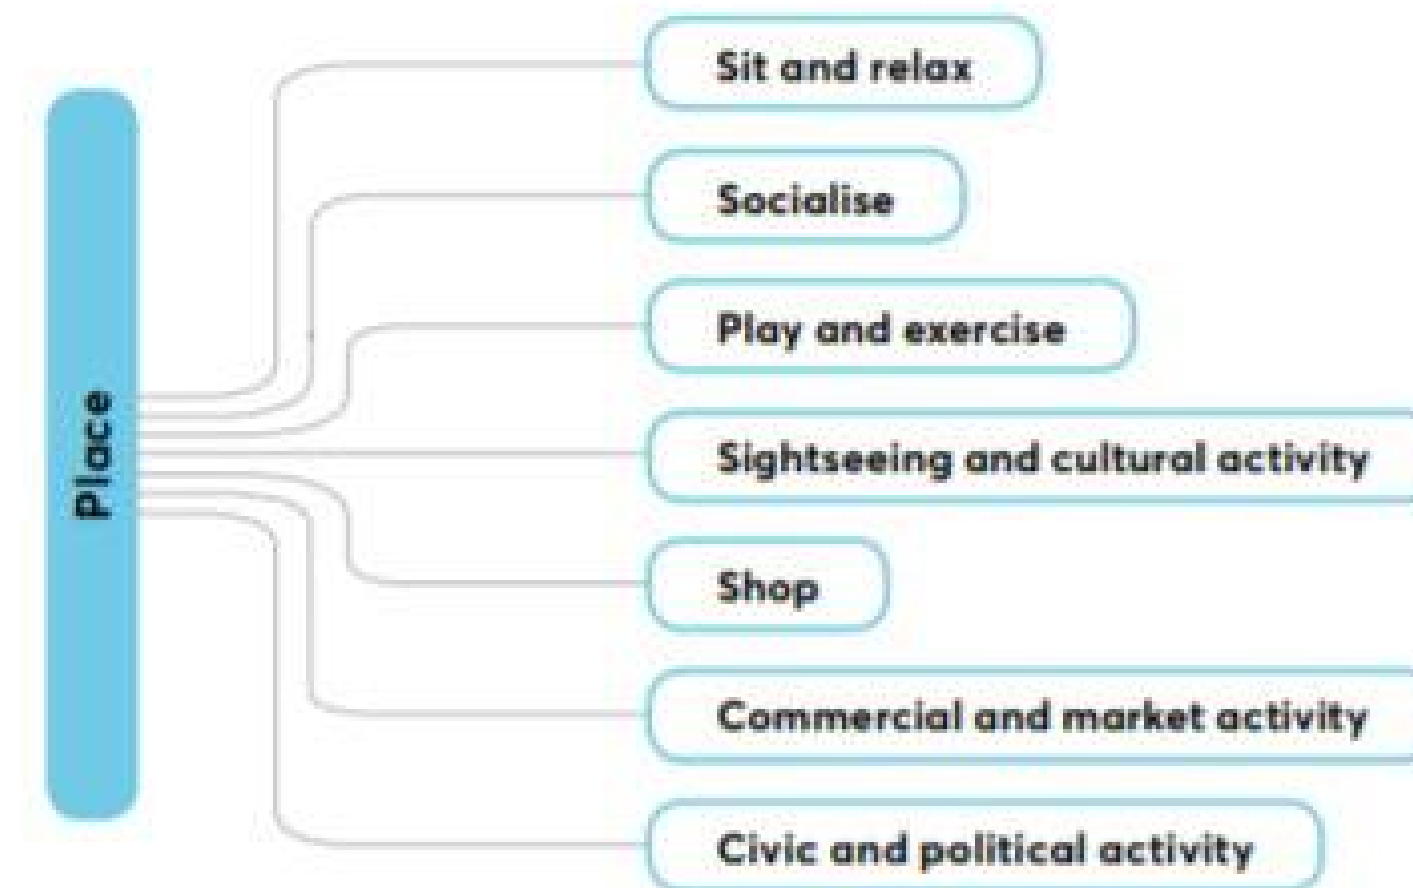 Place
Sit and relax
Socialise
Play and exercise
Sightseeing and cultural activity
Shop
Commercial and market activity
Civic and political activity